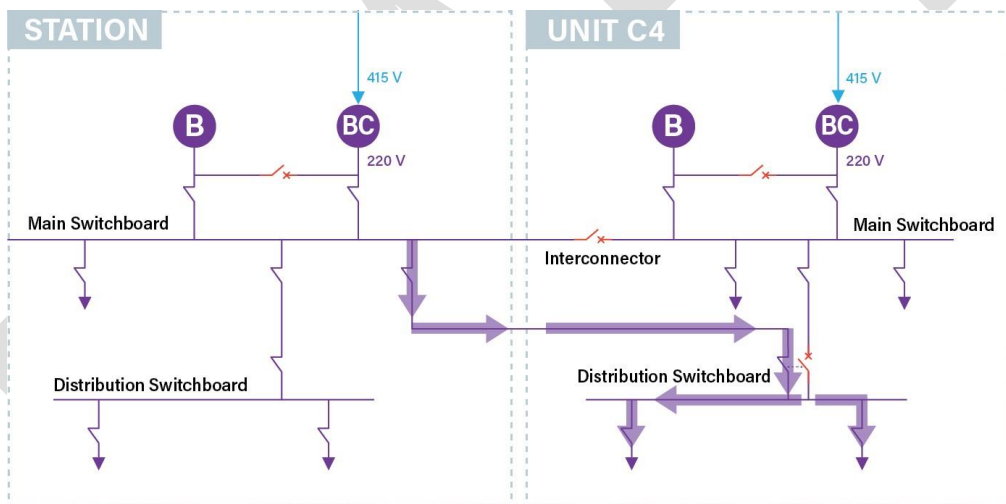 STATION
UNIT C4
415 V
415 V
B
BC
B
BC
220 V
220 V
Main Switchboard
Main Switchboard
Interconnector
Distribution Switchboard
Distribution Switchboard